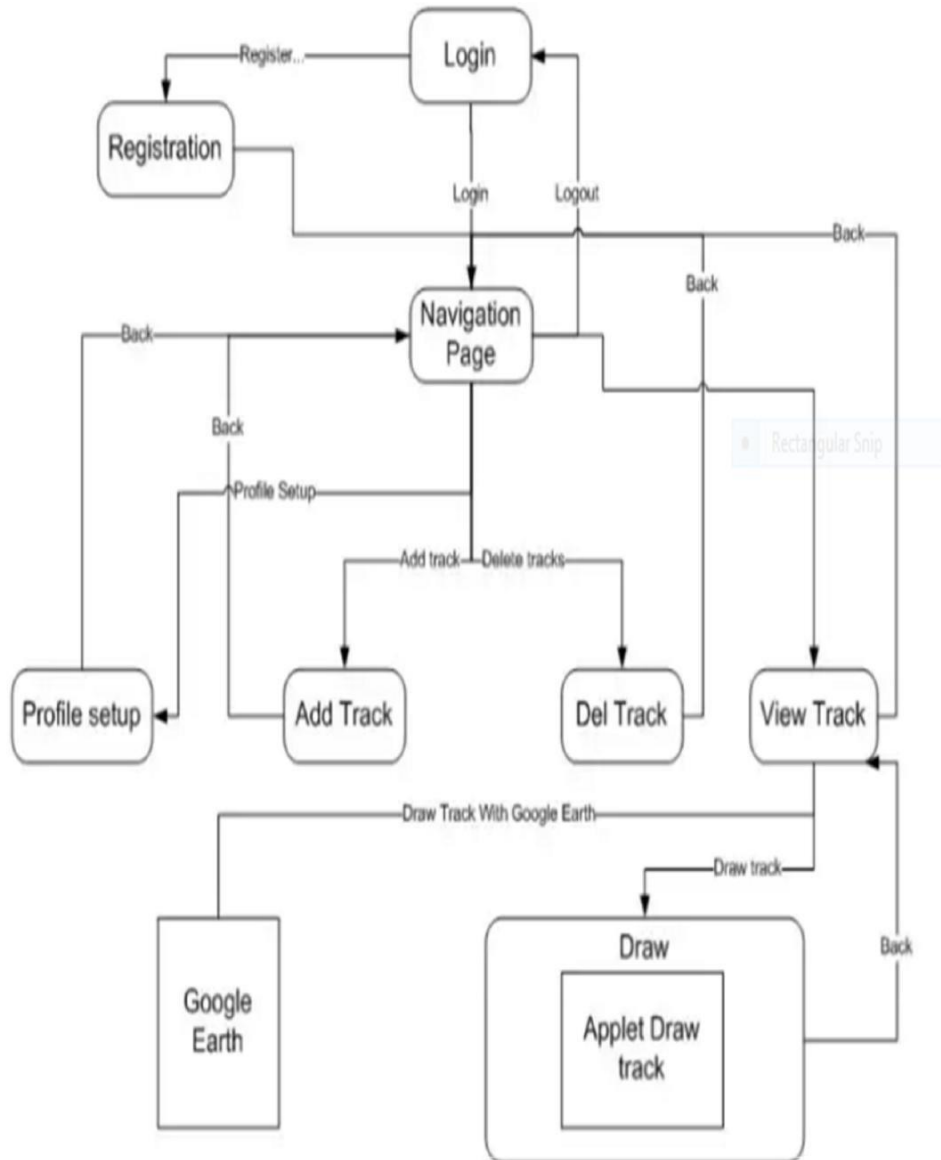 Login
Register...
Registration
Login
Logout
Back
Back
Navigation
Page
Back
Back
Rectangular Snip
Profile Setup
Add track
Delete tracks
Profile setup
Add Track
Del Track
View Track
Draw Track With Google Earth
Draw track
Draw
Back
Google
Earth
Applet Draw
track